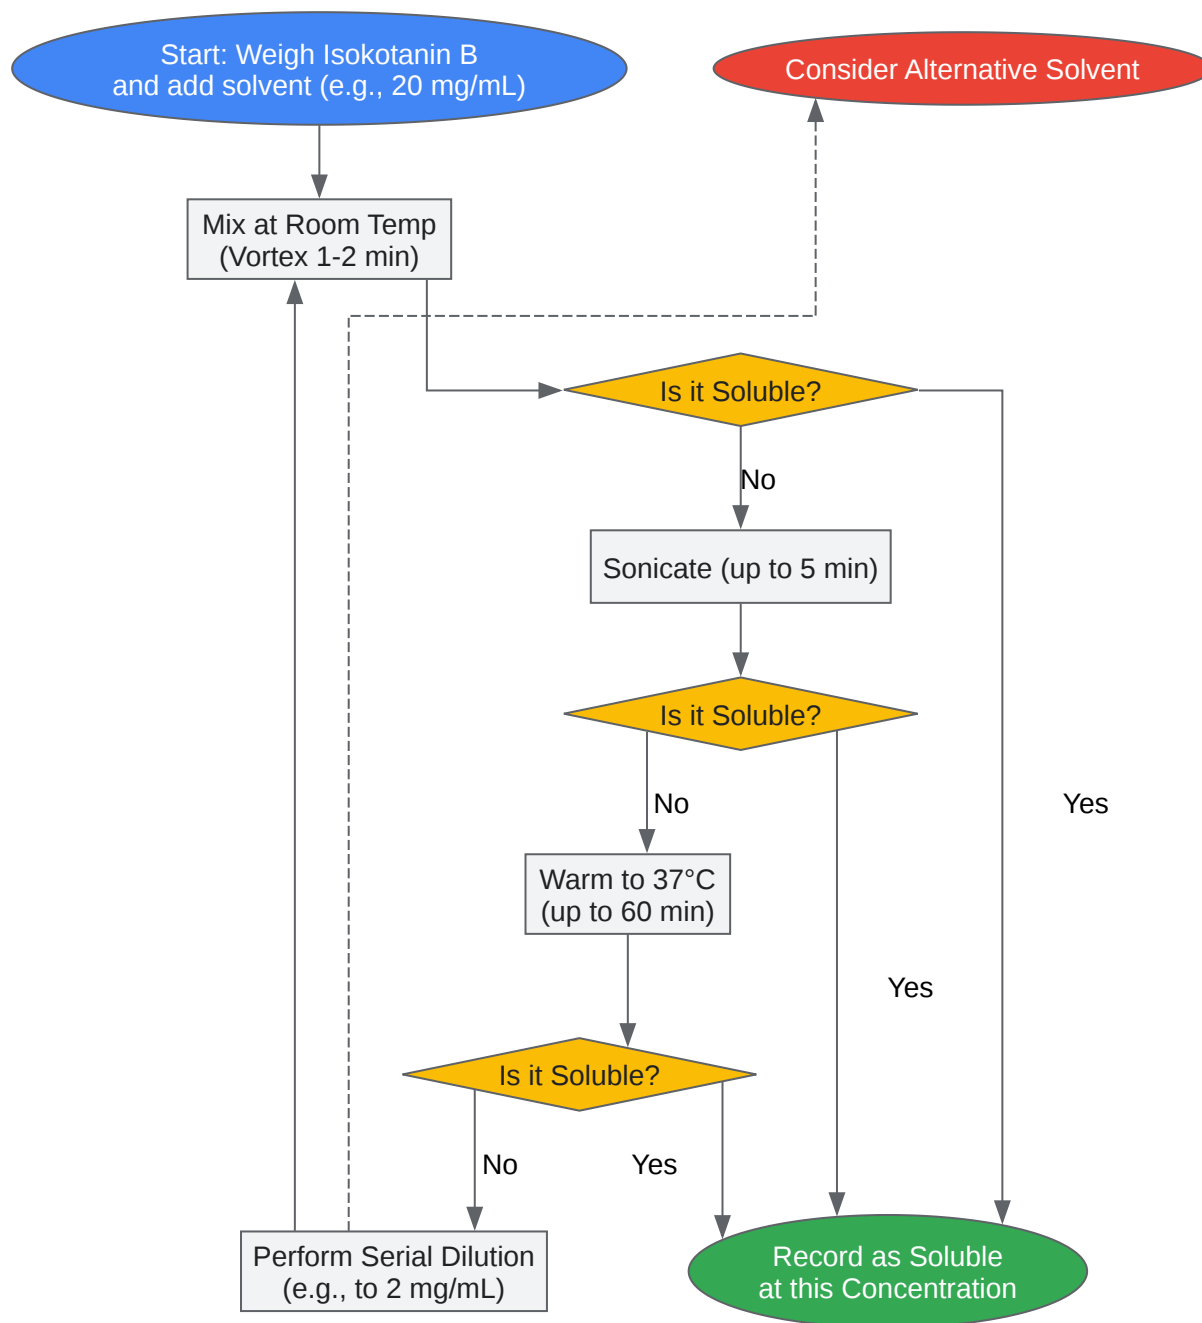 Start: Weigh Isokotanin B
and add solvent (e.g., 20 mg/mL)
Consider Alternative Solvent
Mix at Room Temp
(Vortex 1-2 min)
Is it Soluble?
No
Sonicate (up to 5 min)
Is it Soluble?
No
Yes
Warm to 37°C
(up to 60 min)
Yes
Is it Soluble?
No
Yes
Perform Serial Dilution
(e.g., to 2 mg/mL)
Record as Soluble
at this Concentration